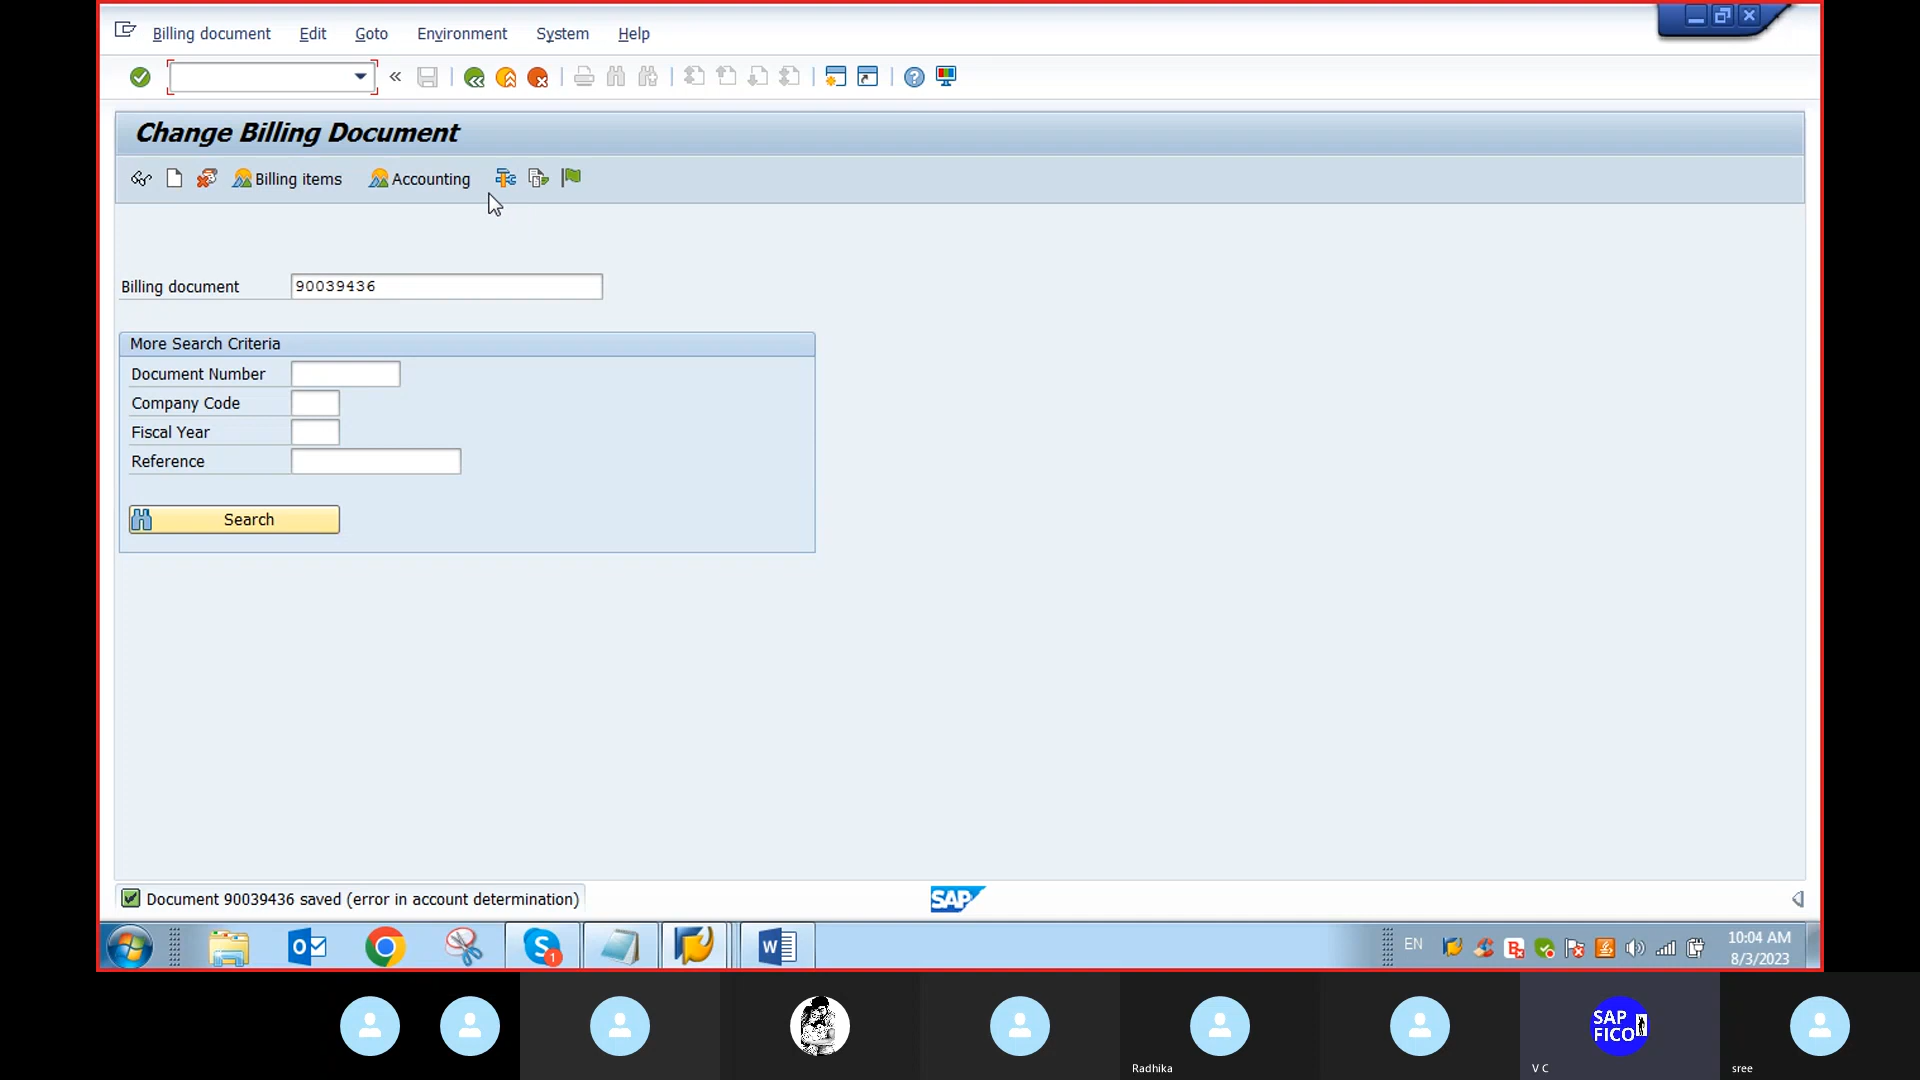 Billing document Edit Goto Environment System Help
Change Billing Document
Billing items Accounting
Billing document 90039436
More Search Criteria
Document Number
Company Code
Fiscal Year
Reference
Search
Document 90039436 saved (error in account determination)
SAP
1
EN
10:04 AM
8/3/2023
SAP
FICO
Radhika
V C
sree